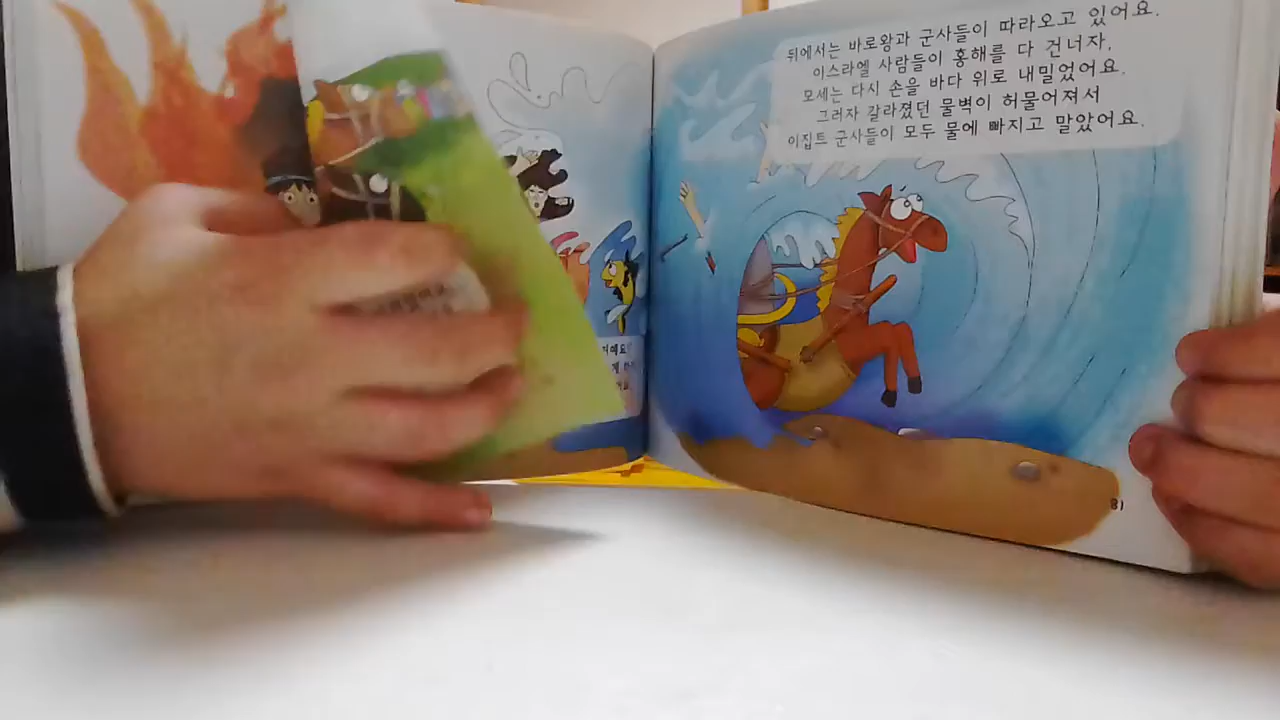 뒤에서는 바로왕과 군사들이 따라오고 있어요.
이스라엘 사람들이 홍해를 다 건너자,
모세는 다시 손을 바다 위로 내밀었어요.
그러자 갈라졌던 물벽이 허물어져서
이집트 군사들이 모두 물에 빠지고 말았어요.
81